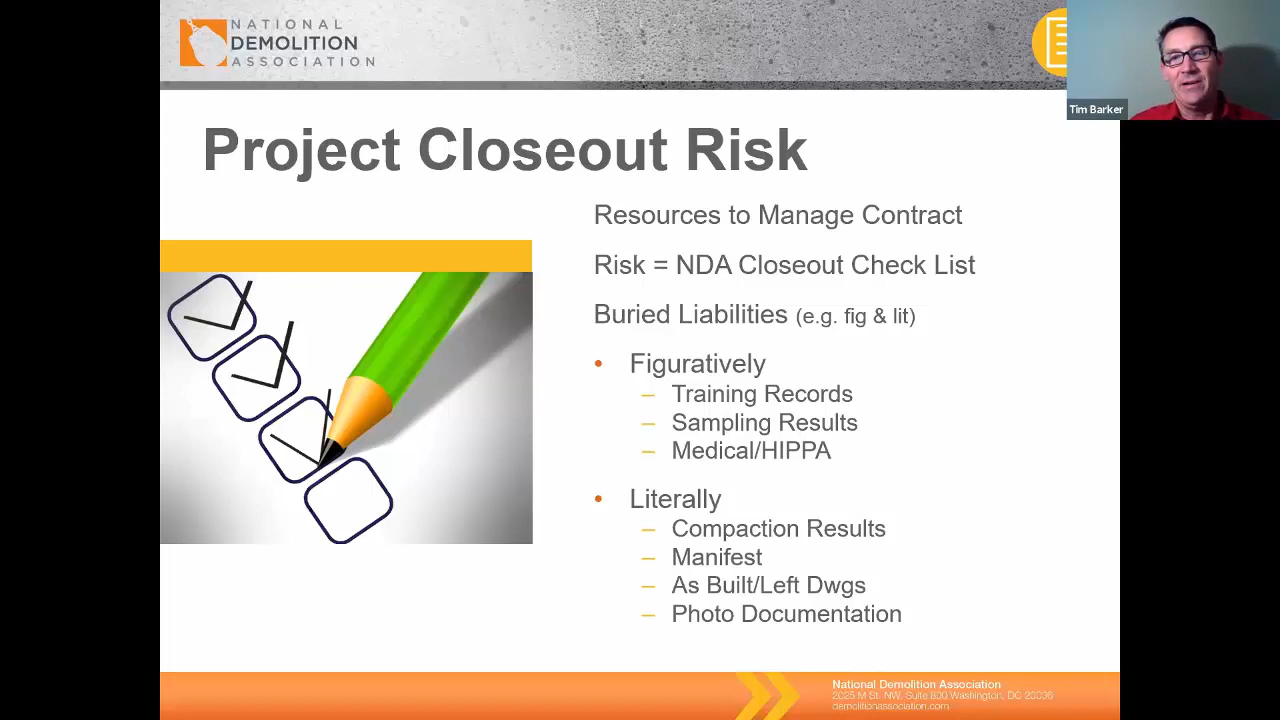 NATIONAL
DEMOLITION
ASSOCIATION
Tim Barker
Project Closeout Risk
Resources to Manage Contract
Risk = NDA Closeout Check List
Buried Liabilities (e.g. fig & lit)
• Figuratively
– Training Records
– Sampling Results
– Medical/HIPPA
• Literally
– Compaction Results
– Manifest
– As Built/Left Dwgs
– Photo Documentation
National Demolition Association
2025 M St. NW, Suite 800 Washington, DC 20036
demolitionassociation.com